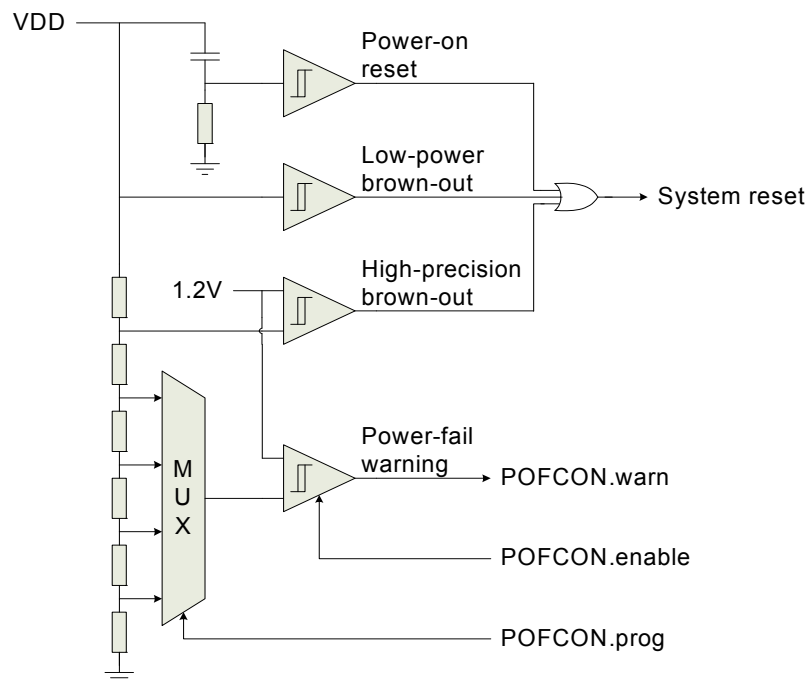 VDD
Power-on
reset
Low-power
brown-out
System reset
1.2V
High-precision
brown-out
Power-fail
warning
M
U
X
POFCON.warn
POFCON.enable
POFCON.prog